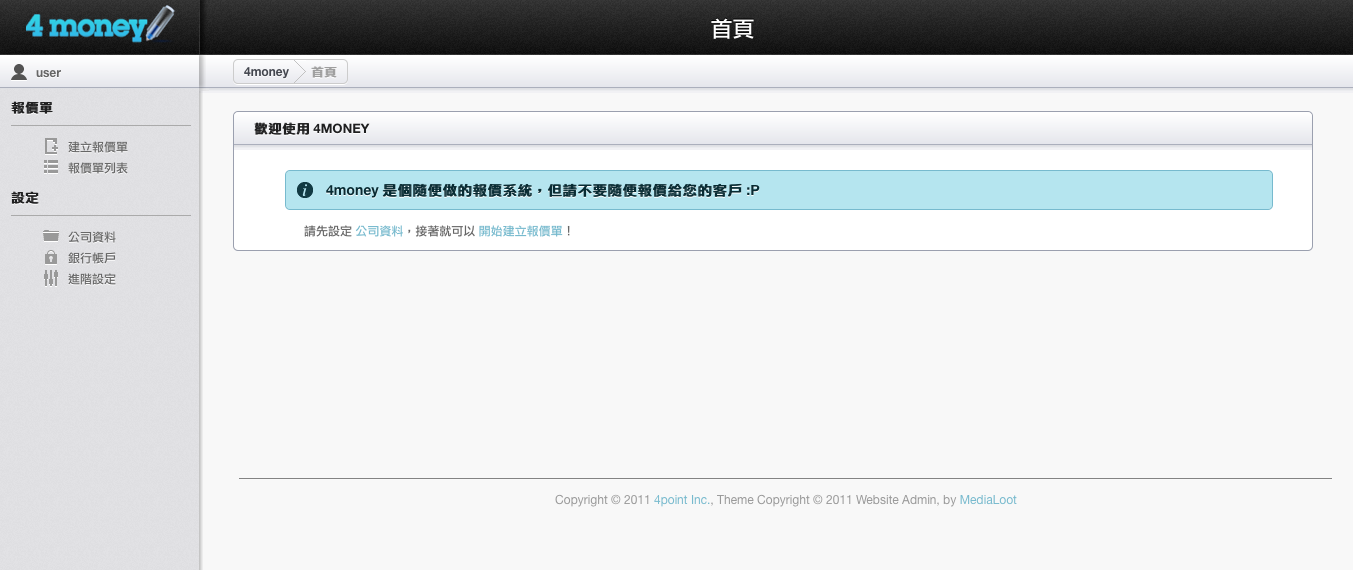 4 money
首頁
user
4money 首頁
報價單
建立報價單
報價單列表
設定
公司資料
銀行帳戶
進階設定
歡迎使用 4MONEY
4money 是個隨便做的報價系統，但請不要隨便報價給您的客戶 :P
請先設定 公司資料，接著就可以 開始建立報價單！
Copyright © 2011 4point Inc., Theme Copyright © 2011 Website Admin, by MediaLoot